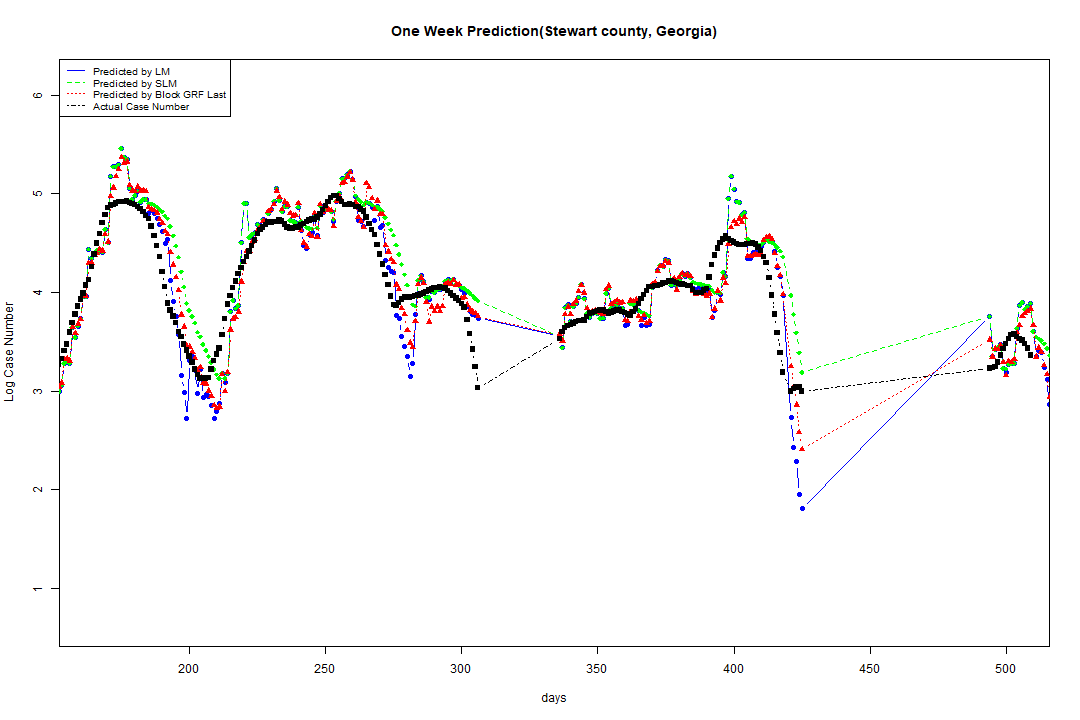 One Week Prediction(Stewart county, Georgia)
Predicted by LM
Predicted by SLM
Predicted by Block GRF Last
Actual Case Number
Log Case Number
6
5
4
3
2
1
200 250 300 350 400 450 500
days